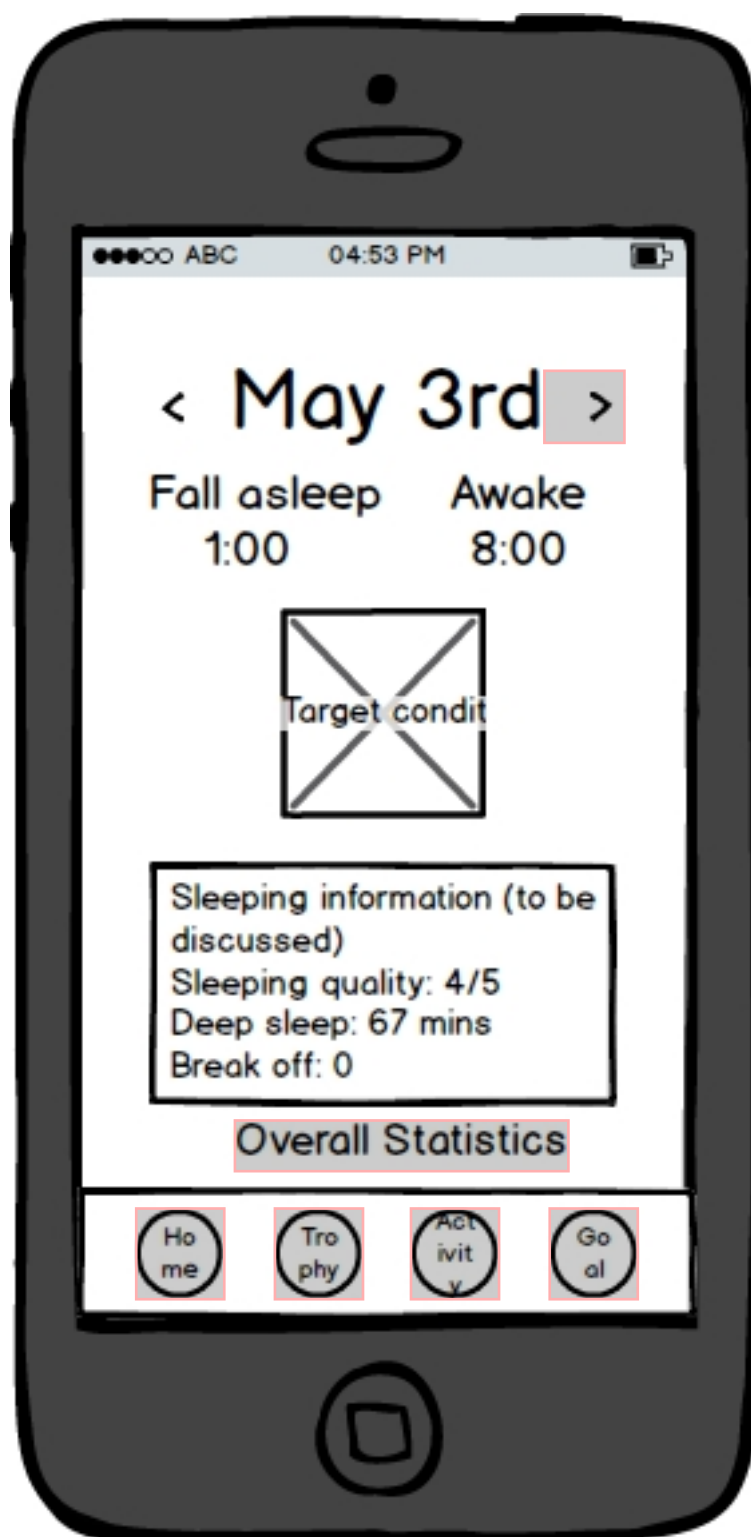 ABC 04:53 PM
< May 3rd >
Fall asleep Awake
1:00 8:00
Target condit
Sleeping information (to be
discussed)
Sleeping quality: 4/5
Deep sleep: 67 mins
Break off: 0
Overall Statistics
Ho Tro Act Go
me phy ivit al
y